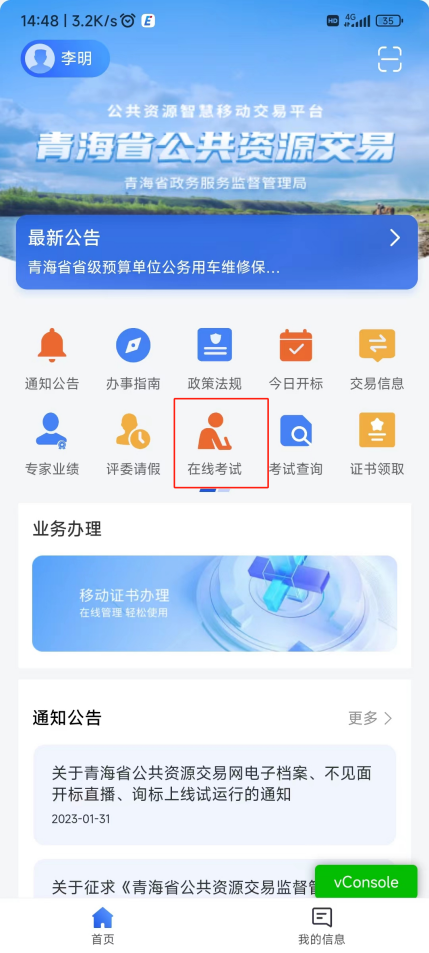 14:48 | 3.2K/s
HD 4G 35
李明
公共资源智慧移动交易平台
青海省公共资源交易
青海省政务服务监督管理局
最新公告
青海省省级预算单位公务用车维修保...
通知公告 办事指南 政策法规 今日开标 交易信息
专家业绩 评委请假 在线考试 考试查询 证书领取
业务办理
移动证书办理
在线管理 轻松使用
通知公告
更多
关于青海省公共资源交易网电子档案、不见面
开标直播、询标上线试运行的通知
2023-01-31
关于征求《青海省公共资源交易监督管
vConsole
首页
我的信息